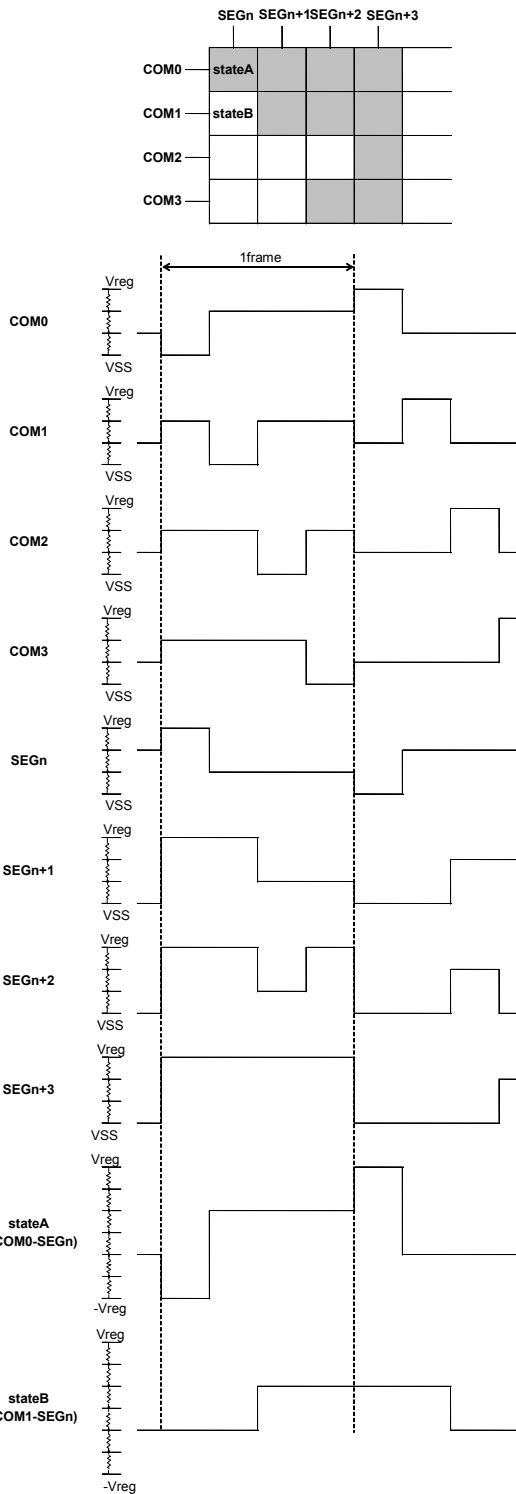 SEGn SEGn+1 SEGn+2 SEGn+3
COM0 stateA
COM1 stateB
COM2
COM3
1frame
Vreg
COM0
VSS
Vreg
COM1
VSS
Vreg
COM2
VSS
Vreg
COM3
VSS
Vreg
SEGn
VSS
Vreg
SEGn+1
VSS
Vreg
SEGn+2
VSS
Vreg
SEGn+3
VSS
Vreg
stateA
COM0-SEGn)
-Vreg
Vreg
stateB
COM1-SEGn)
-Vreg